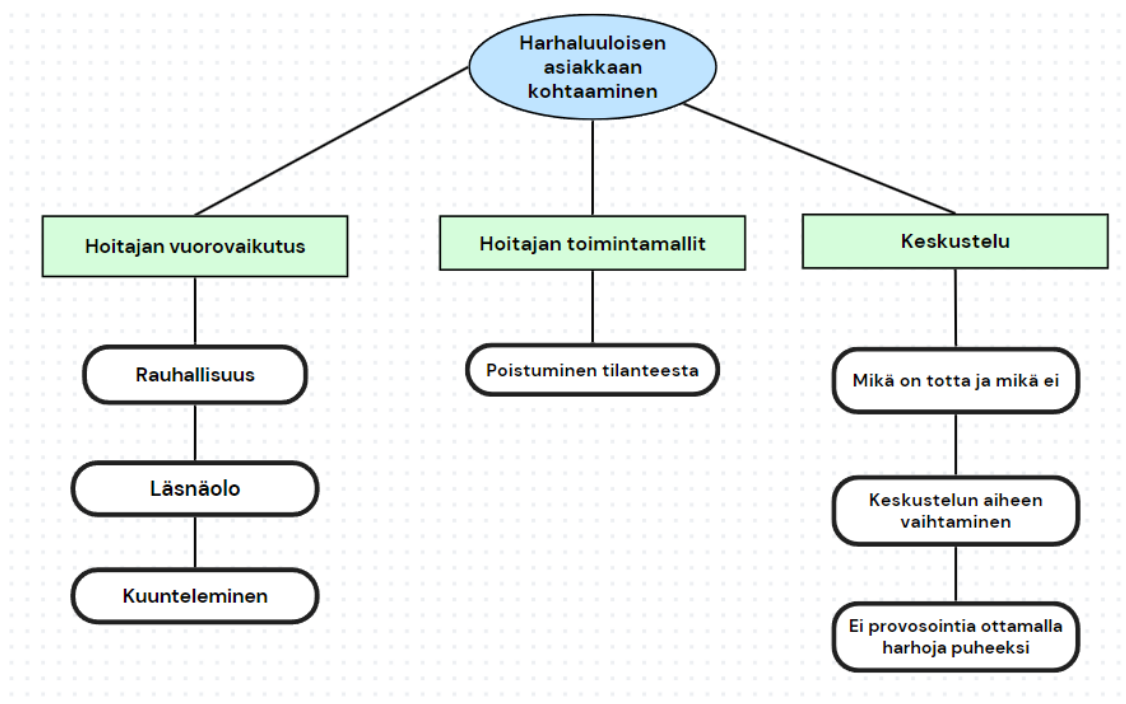 Harhaluuloisen
asiakkaan
kohtaaminen
Hoitajan vuorovaikutus
Hoitajan toimintamallit
Keskustelu
Rauhallisuus
Läsnäolo
Kuunteleminen
Poistuminen tilanteesta
Mikä on totta ja mikä ei
Keskustelun aiheen
vaihtaminen
Ei provosointia ottamalla
harhoja puheeksi